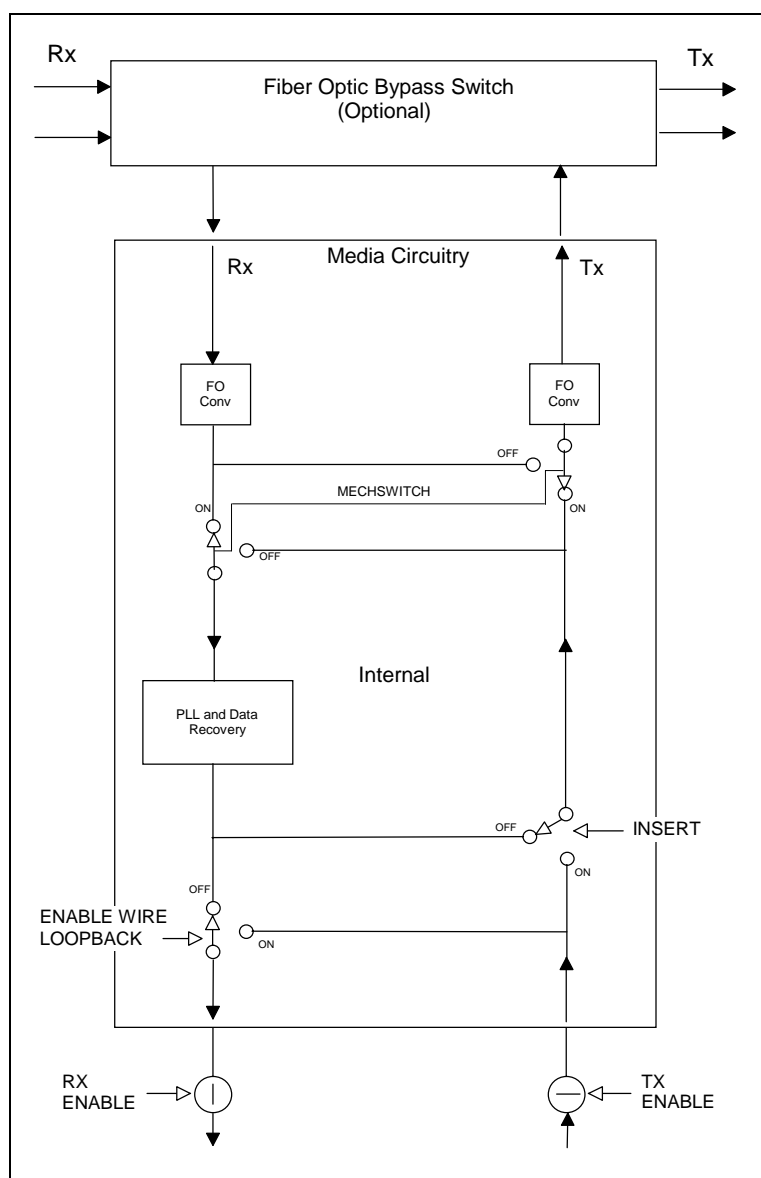 Rx
Tx
Fiber Optic Bypass Switch
(Optional)
Media Circuitry
Rx
Tx
FO
Conv
FO
Conv
OFF
MECHSWITCH
ON
ON
OFF
Internal
PLL and Data
Recovery
OFF
INSERT
ON
OFF
ENABLE WIRE
LOOPBACK
ON
RX
ENABLE
TX
ENABLE